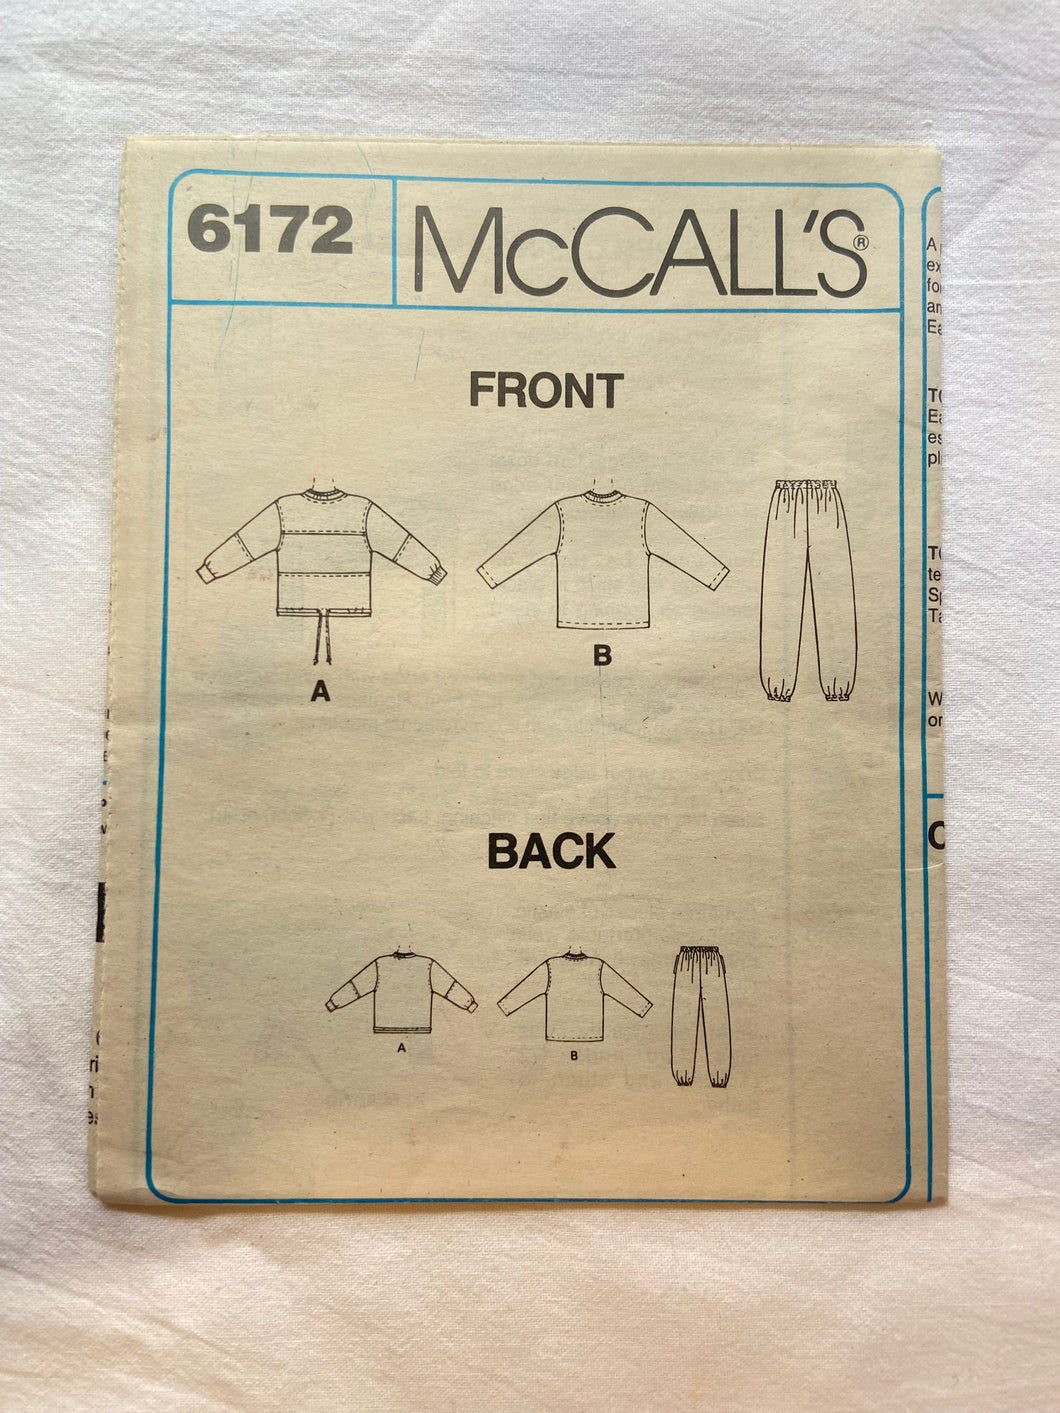 6172
McCALL'S®
FRONT
A
B
BACK
A
B